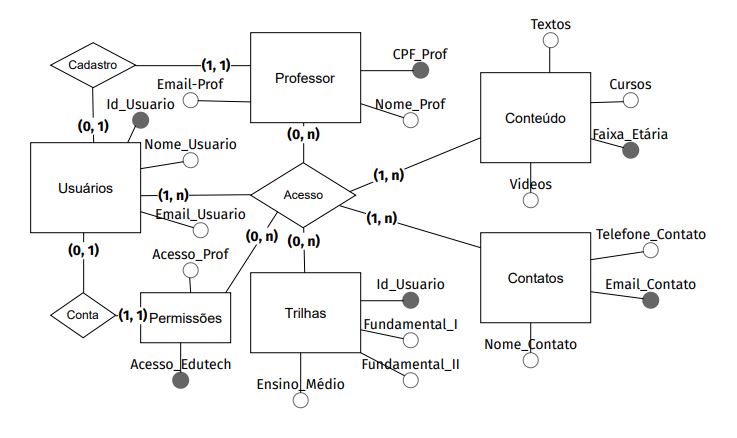 Textos
Cadastro
(1, 1)
Professor
CPF_Prof
Email-Prof
Cursos
Id_Usuario
Nome_Prof
Conteúdo
(0, 1)
(0, n)
Faixa_Etária
Nome_Usuario
Usuários
(1, n)
Acesso
(1, n)
Videos
Email_Usuario
(1, n)
(0, 1)
(0, n)
(0, n)
Telefone_Contato
Acesso_Prof
Contatos
Id_Usuario
Email_Contato
Conta
(1, 1)
Permissões
Trilhas
Fundamental_I
Nome_Contato
Acesso_Edutech
Fundamental_II
Ensino_Médio